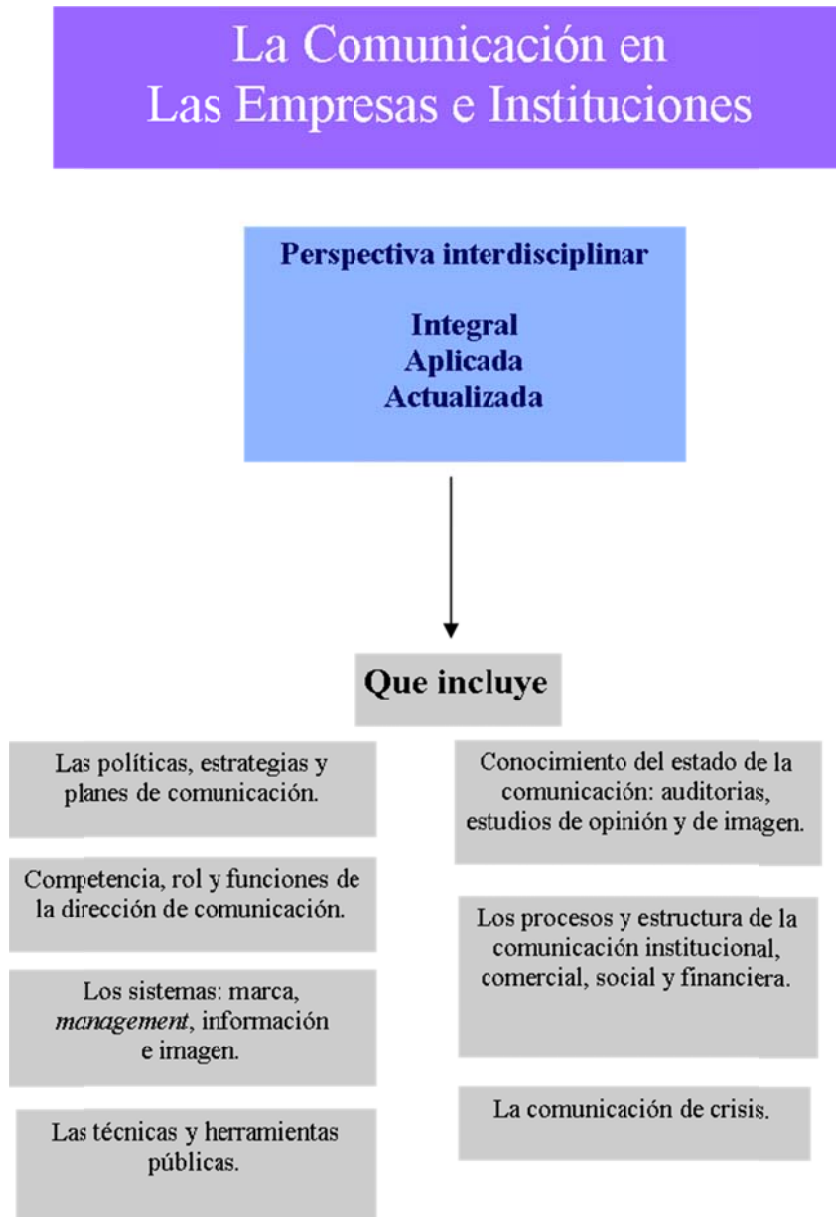 La Comunicación en
Las Empresas e Instituciones
Perspectiva interdisciplinar
Integral
Aplicada
Actualizada
Que incluye
Las políticas, estrategias y
planes de comunicación.
Competencia, rol y funciones de
la dirección de comunicación.
Los sistemas: marca,
management, información
e imagen.
Las técnicas y herramientas
públicas.
Conocimiento del estado de la
comunicación: auditorias,
estudios de opinión y de imagen.
Los procesos y estructura de la
comunicación institucional,
comercial, social y financiera.
La comunicación de crisis.